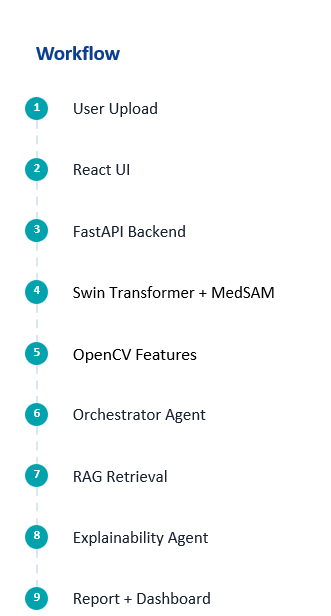 Workflow
1 User Upload
2 React UI
3 FastAPI Backend
4 Swin Transformer + MedSAM
5 OpenCV Features
6 Orchestrator Agent
7 RAG Retrieval
8 Explainability Agent
9 Report + Dashboard